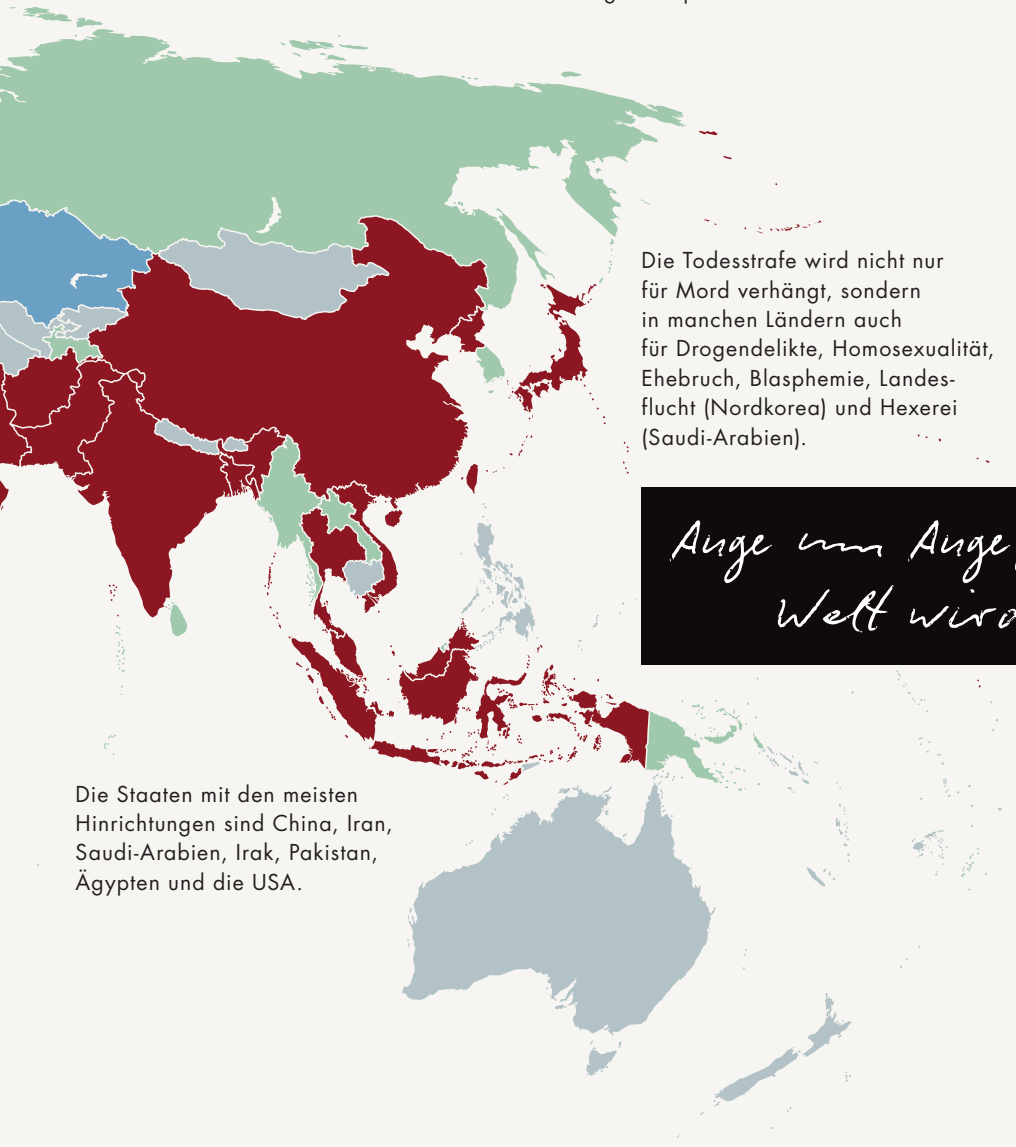 Die Todesstrafe wird nicht nur
für Mord verhängt, sondern
in manchen Ländern auch
für Drogendelikte, Homosexualität,
Ehebruch, Blasphemie, Landes-
flucht (Nordkorea) und Hexerei
(Saudi-Arabien).
Auge um Auge
Welt wird
Die Staaten mit den meisten
Hinrichtungen sind China, Iran,
Saudi-Arabien, Irak, Pakistan,
Ägypten und die USA.